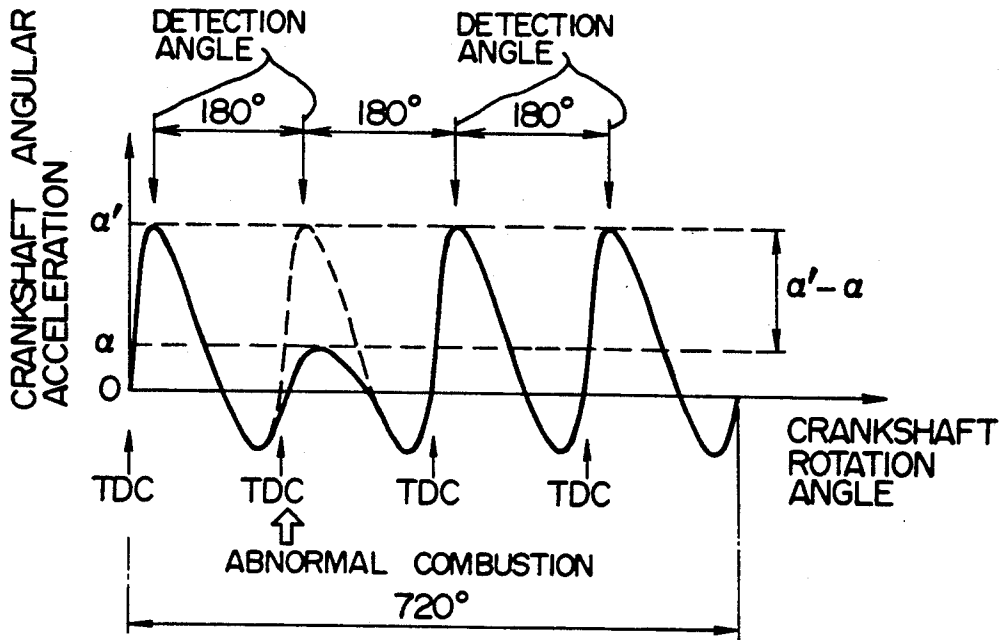 DETECTION
ANGLE
DETECTION
ANGLE
180°
180°
180°
CRANKSHAFT ANGULAR
ACCELERATION
α'
α
0
α'−α
TDC
TDC
TDC
TDC
CRANKSHAFT
ROTATION
ANGLE
ABNORMAL COMBUSTION
720°